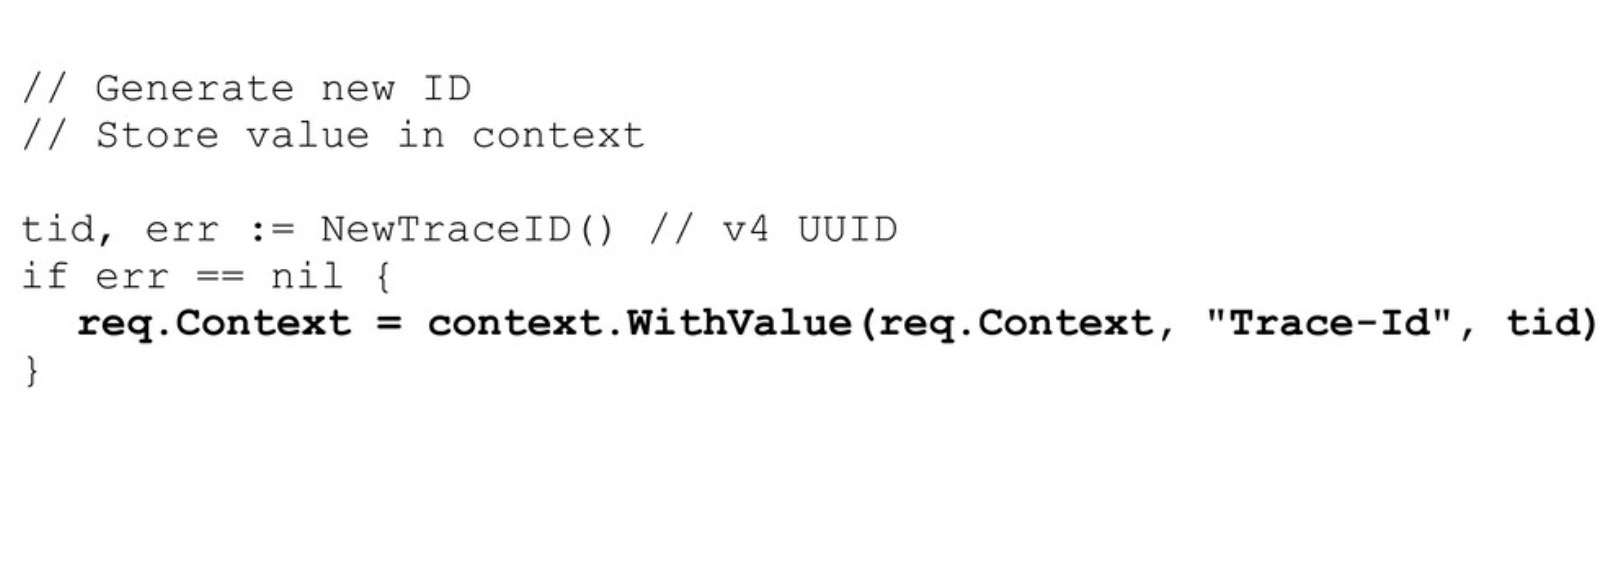 // Generate new ID
// Store value in context
tid, err := NewTraceID() // v4 UUID
if err == nil {
req.Context = context.WithValue(req.Context, "Trace-Id", tid)
}